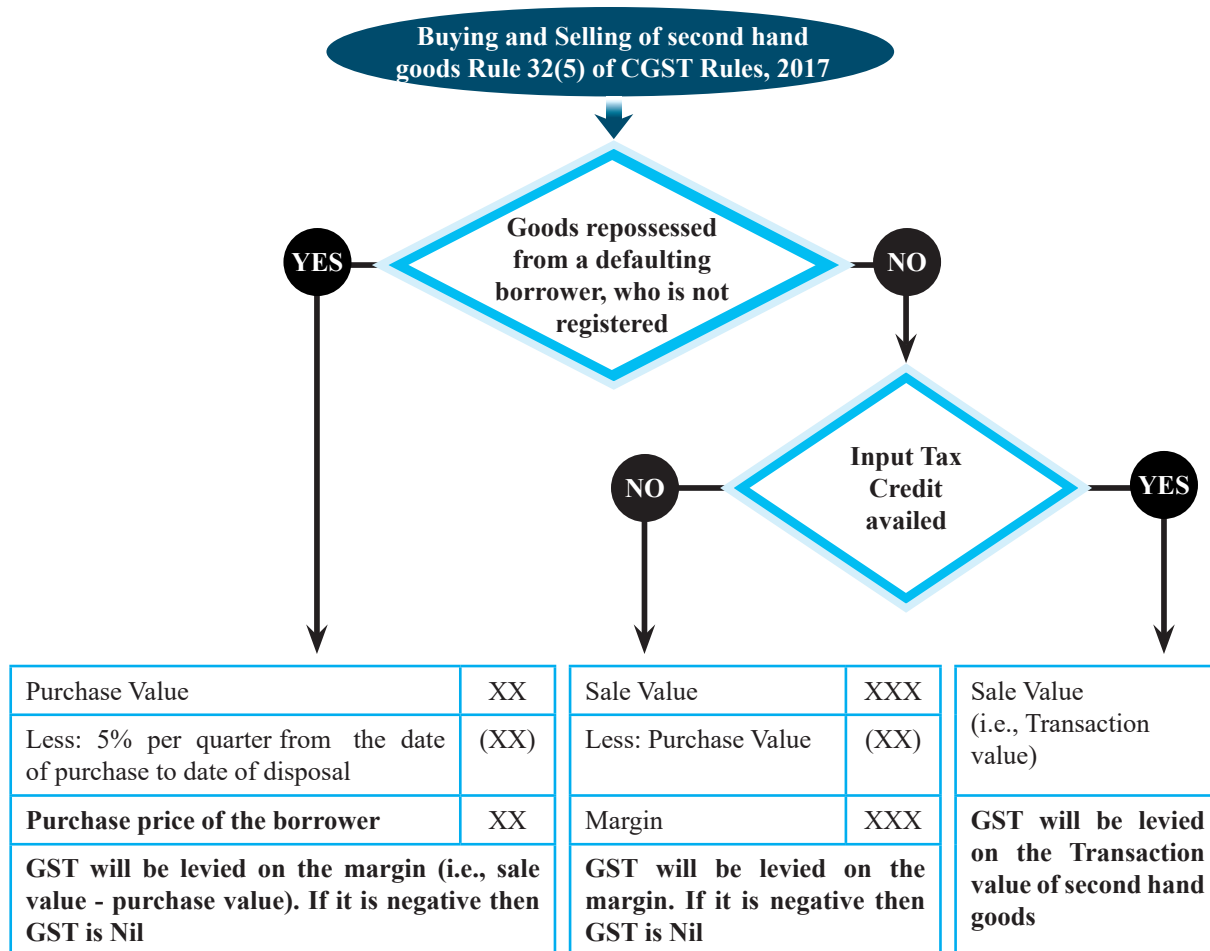 Buying and Selling of second hand
goods Rule 32(5) of CGST Rules, 2017
Goods repossessed
from a defaulting
borrower, who is not
registered
YES
NO
Input Tax
Credit
availed
NO
YES
Purchase Value XX
Less: 5% per quarter from the date
of purchase to date of disposal (XX)
Purchase price of the borrower XX
GST will be levied on the margin (i.e., sale
value - purchase value). If it is negative then
GST is Nil
Sale Value XXX
Less: Purchase Value (XX)
Margin XXX
GST will be levied on the
margin. If it is negative then
GST is Nil
Sale Value
(i.e., Transaction
value)
GST will be levied
on the Transaction
value of second hand
goods